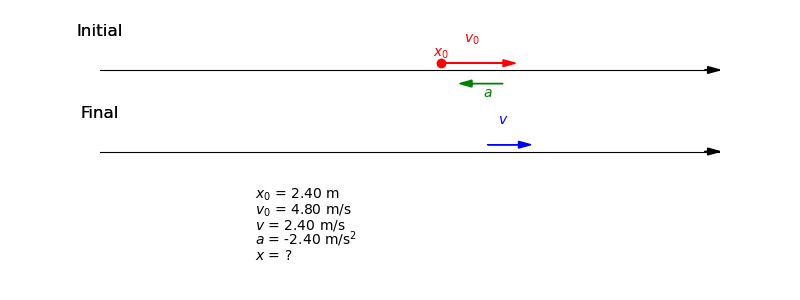 Initial
v₀
x₀
a
Final
v
x₀ = 2.40 m
v₀ = 4.80 m/s
v = 2.40 m/s
a = -2.40 m/s²
x = ?